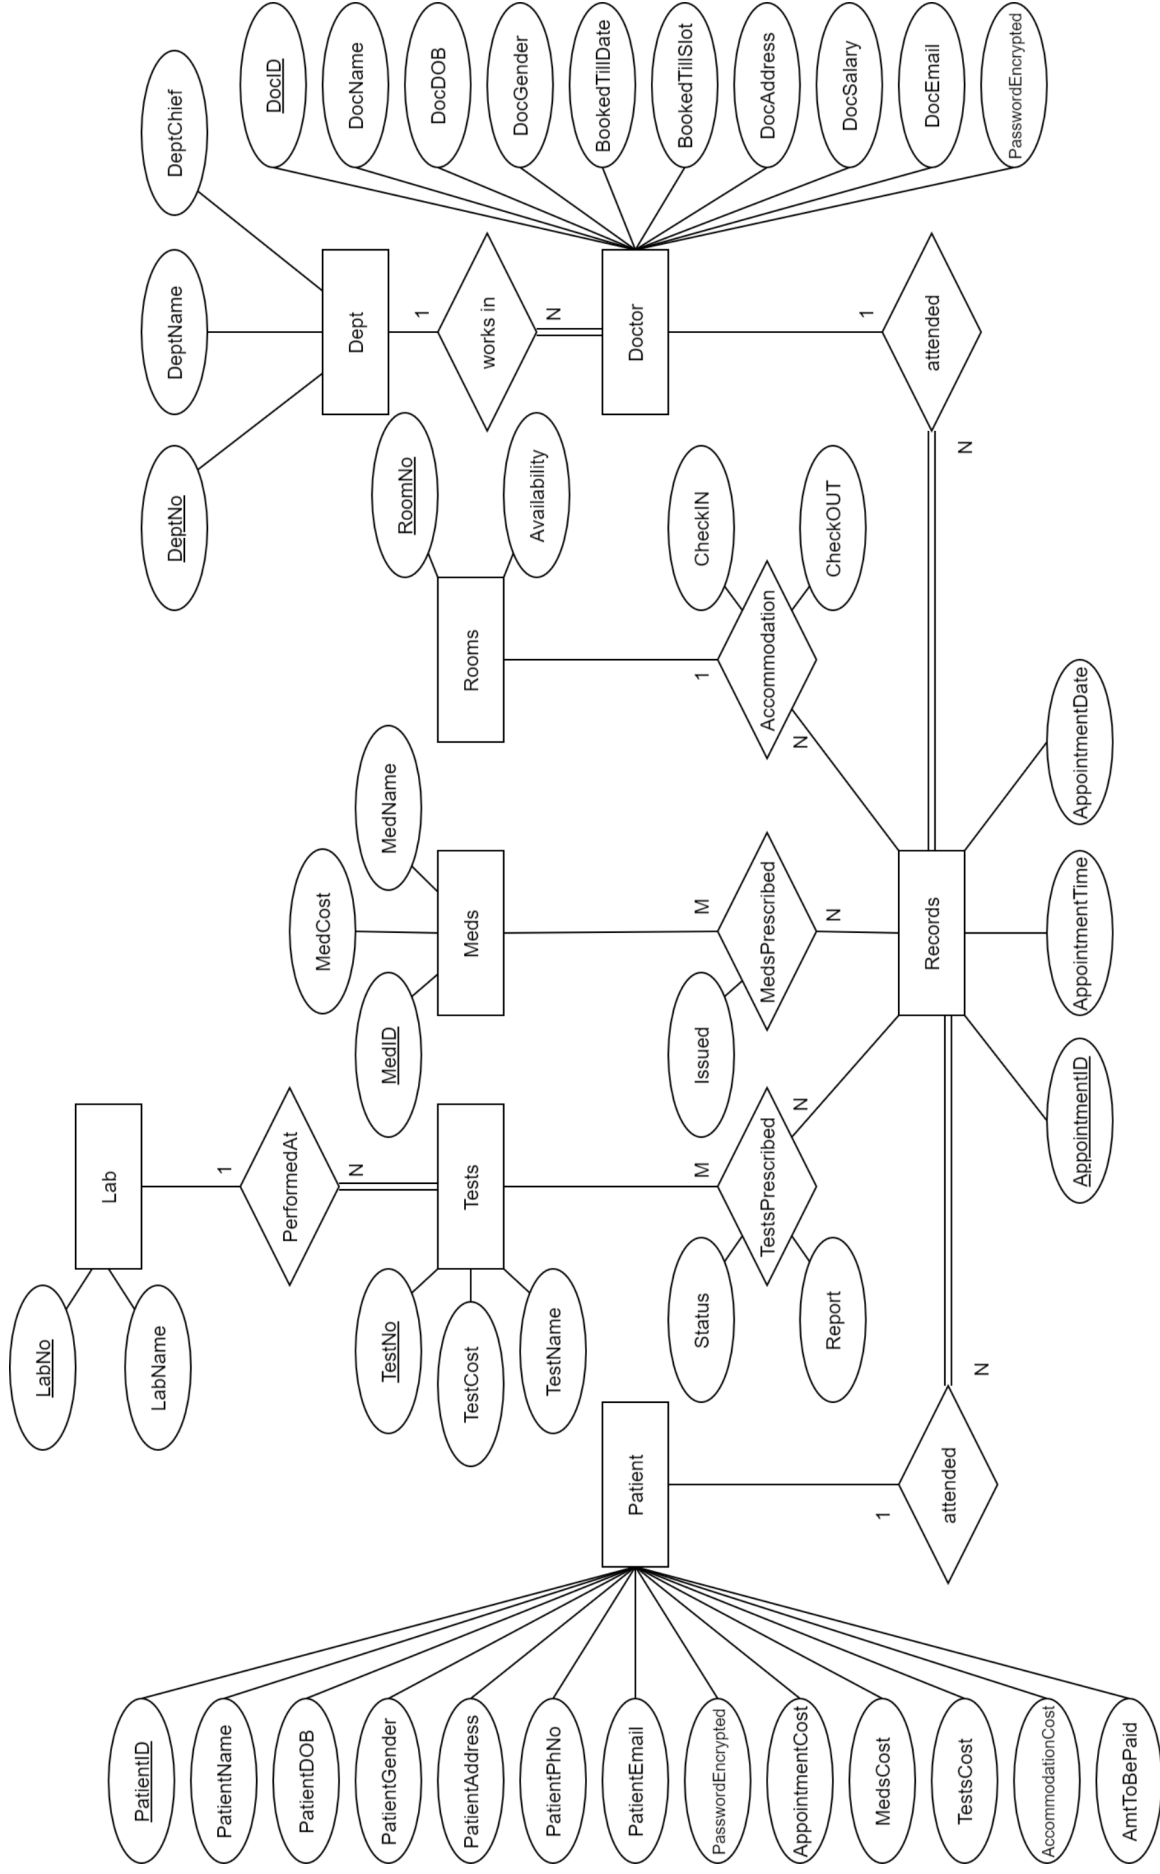 LabNo
LabName
Lab
1
PerformedAt
N
TestNo
TestCost
TestName
Tests
M
TestsPrescribed
N
Status
Report
MedID
MedCost
MedName
Meds
M
MedsPrescribed
N
Issued
Rooms
RoomNo
Availability
1
Accommodation
N
CheckIN
CheckOUT
DeptNo
DeptName
DeptChief
Dept
1
works in
N
Doctor
DocID
DocName
DocDOB
DocGender
BookedTillDate
BookedTillSlot
DocAddress
DocSalary
DocEmail
PasswordEncrypted
1
attended
N
Records
AppointmentID
AppointmentTime
AppointmentDate
N
attended
1
Patient
PatientID
PatientName
PatientDOB
PatientGender
PatientAddress
PatientPhNo
PatientEmail
PasswordEncrypted
AppointmentCost
MedsCost
TestsCost
AccommodationCost
AmtToBePaid